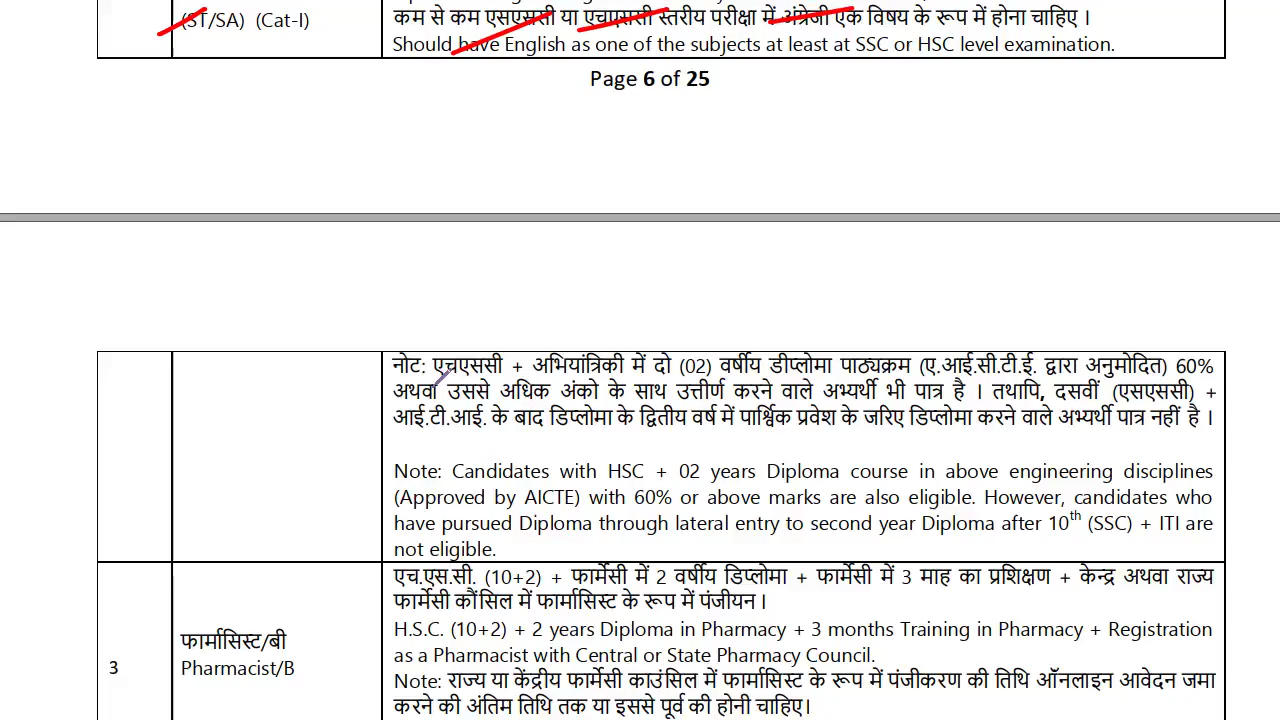 कम से कम एसएससी या एचएससी स्तरीय परीक्षा में अंग्रेजी एक विषय के रूप में होना चाहिए ।
(ST/SA) (Cat-I)
Should have English as one of the subjects at least at SSC or HSC level examination.
Page 6 of 25
नोट: एचएससी + अभियांत्रिकी में दो (02) वर्षीय डीप्लोमा पाठ्यक्रम (ए.आई.सी.टी.ई. द्वारा अनुमोदित) 60%
अथवा उससे अधिक अंको के साथ उत्तीर्ण करने वाले अभ्यर्थी भी पात्र है । तथापि, दसवीं (एसएससी) +
आई.टी.आई. के बाद डिप्लोमा के द्वितीय वर्ष में पार्श्विक प्रवेश के जरिए डिप्लोमा करने वाले अभ्यर्थी पात्र नहीं है ।
Note: Candidates with HSC + 02 years Diploma course in above engineering disciplines
(Approved by AICTE) with 60% or above marks are also eligible. However, candidates who
have pursued Diploma through lateral entry to second year Diploma after 10th (SSC) + ITI are
not eligible.
एच.एस.सी. (10+2) + फार्मेसी में 2 वर्षीय डिप्लोमा + फार्मेसी में 3 माह का प्रशिक्षण + केन्द्र अथवा राज्य
फार्मेसी कौंसिल में फार्मासिस्ट के रूप में पंजीयन ।
फार्मासिस्ट/बी
H.S.C. (10+2) + 2 years Diploma in Pharmacy + 3 months Training in Pharmacy + Registration
as a Pharmacist with Central or State Pharmacy Council.
3 Pharmacist/B
Note: राज्य या केंद्रीय फार्मेसी काउंसिल में फार्मासिस्ट के रूप में पंजीकरण की तिथि ऑनलाइन आवेदन जमा
करने की अंतिम तिथि तक या इससे पूर्व की होनी चाहिए।